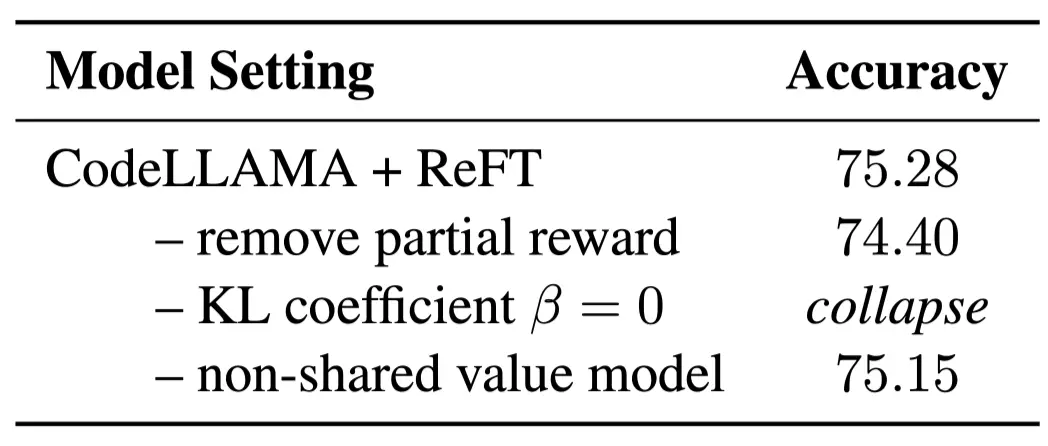 Model Setting Accuracy
CodeLLAMA + ReFT 75.28
– remove partial reward 74.40
– KL coefficient β = 0 collapse
– non-shared value model 75.15